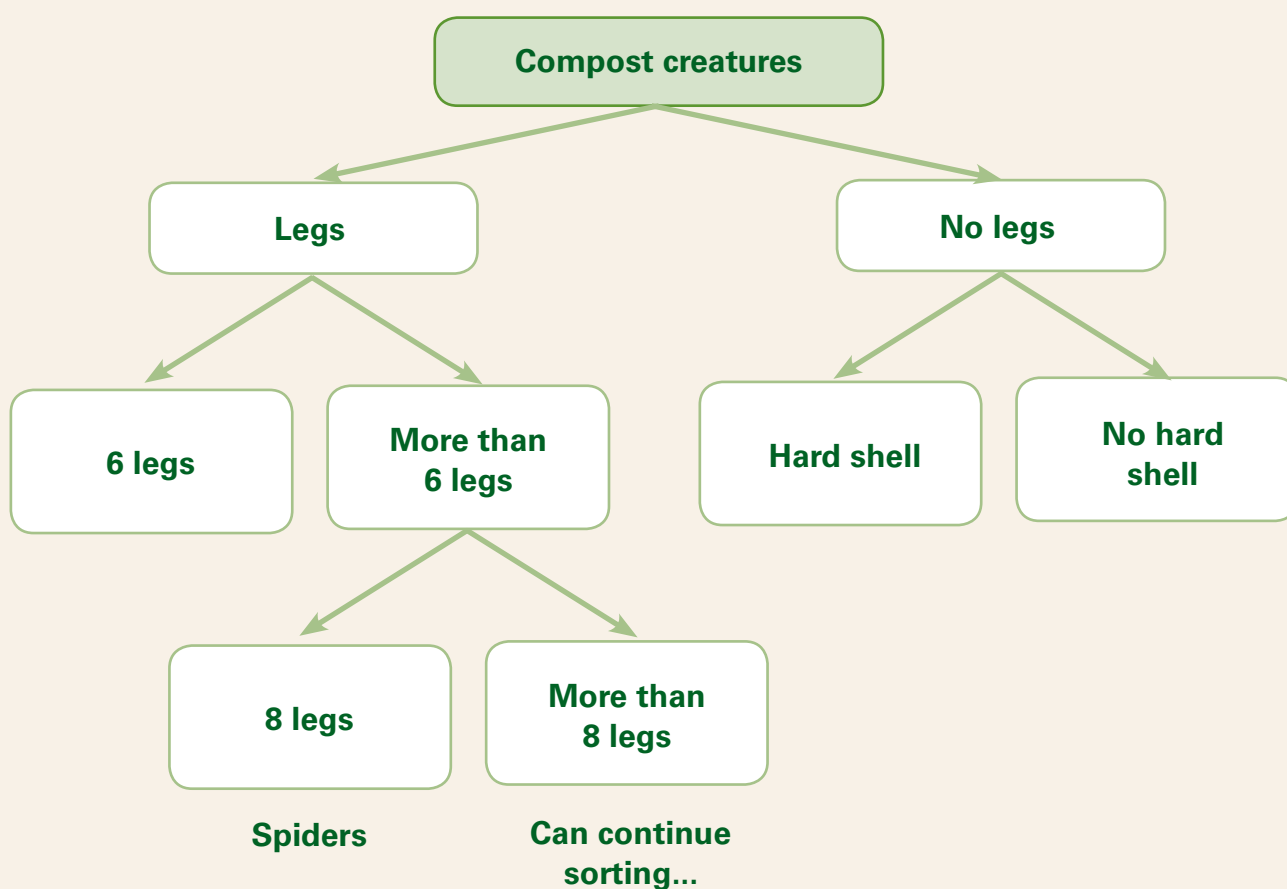 Compost creatures
Legs
No legs
6 legs
More than
6 legs
Hard shell
No hard
shell
8 legs
More than
8 legs
Spiders
Can continue
sorting...